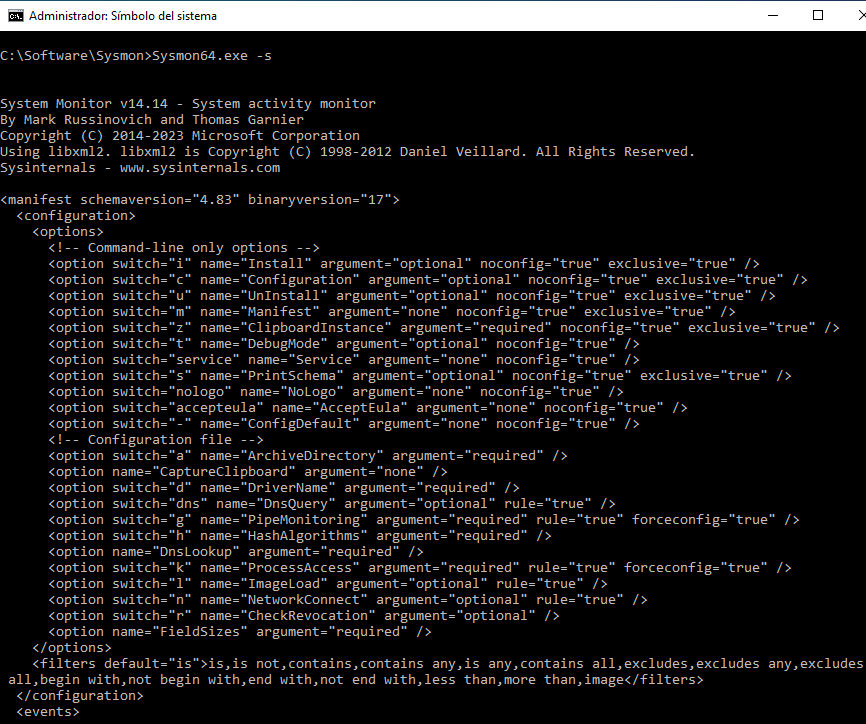 Administrador: Símbolo del sistema
C:\Software\Sysmon>Sysmon64.exe -s
System Monitor v14.14 - System activity monitor
By Mark Russinovich and Thomas Garnier
Copyright (C) 2014-2023 Microsoft Corporation
Using libxml2. libxml2 is Copyright (C) 1998-2012 Daniel Veillard. All Rights Reserved.
Sysinternals - www.sysinternals.com
<manifest schemaversion="4.83" binaryversion="17">
  <configuration>
    <options>
      <!-- Command-line only options -->
      <option switch="i" name="Install" argument="optional" noconfig="true" exclusive="true" />
      <option switch="c" name="Configuration" argument="optional" noconfig="true" exclusive="true" />
      <option switch="u" name="UnInstall" argument="optional" noconfig="true" exclusive="true" />
      <option switch="m" name="Manifest" argument="none" noconfig="true" exclusive="true" />
      <option switch="z" name="ClipboardInstance" argument="required" noconfig="true" exclusive="true" />
      <option switch="t" name="DebugMode" argument="optional" noconfig="true" />
      <option switch="service" name="Service" argument="none" noconfig="true" />
      <option switch="s" name="PrintSchema" argument="optional" noconfig="true" exclusive="true" />
      <option switch="nologo" name="NoLogo" argument="none" noconfig="true" />
      <option switch="accepteula" name="AcceptEula" argument="none" noconfig="true" />
      <option switch="-" name="ConfigDefault" argument="none" noconfig="true" />
      <!-- Configuration file -->
      <option switch="a" name="ArchiveDirectory" argument="required" />
      <option name="CaptureClipboard" argument="none" />
      <option switch="d" name="DriverName" argument="required" />
      <option switch="dns" name="DnsQuery" argument="optional" rule="true" />
      <option switch="g" name="PipeMonitoring" argument="required" rule="true" forceconfig="true" />
      <option switch="h" name="HashAlgorithms" argument="required" />
      <option name="DnsLookup" argument="required" />
      <option switch="k" name="ProcessAccess" argument="required" rule="true" forceconfig="true" />
      <option switch="l" name="ImageLoad" argument="optional" rule="true" />
      <option switch="n" name="NetworkConnect" argument="optional" rule="true" />
      <option switch="r" name="CheckRevocation" argument="optional" />
      <option name="FieldSizes" argument="required" />
    </options>
    <filters default="is">is,is not,contains,contains any,is any,contains all,excludes,excludes any,excludes
 all,begin with,not begin with,end with,not end with,less than,more than,image</filters>
  </configuration>
  <events>